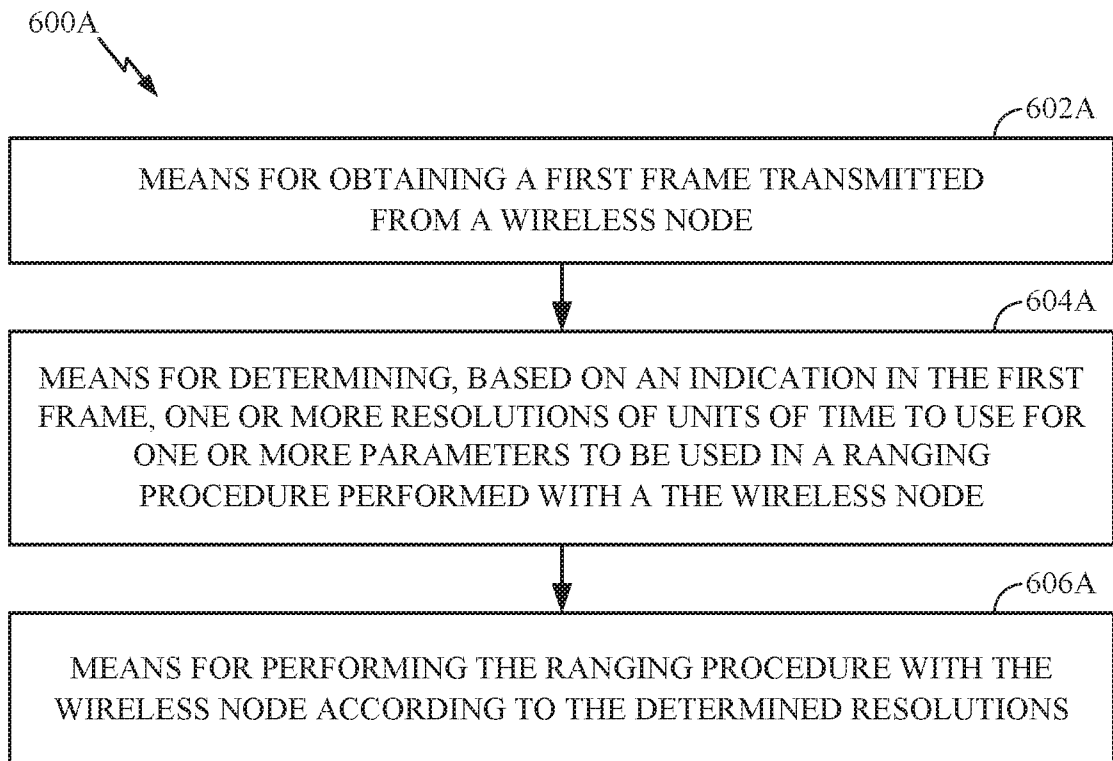 600A
602A
MEANS FOR OBTAINING A FIRST FRAME TRANSMITTED
FROM A WIRELESS NODE
604A
MEANS FOR DETERMINING, BASED ON AN INDICATION IN THE FIRST
FRAME, ONE OR MORE RESOLUTIONS OF UNITS OF TIME TO USE FOR
ONE OR MORE PARAMETERS TO BE USED IN A RANGING
PROCEDURE PERFORMED WITH A THE WIRELESS NODE
606A
MEANS FOR PERFORMING THE RANGING PROCEDURE WITH THE
WIRELESS NODE ACCORDING TO THE DETERMINED RESOLUTIONS